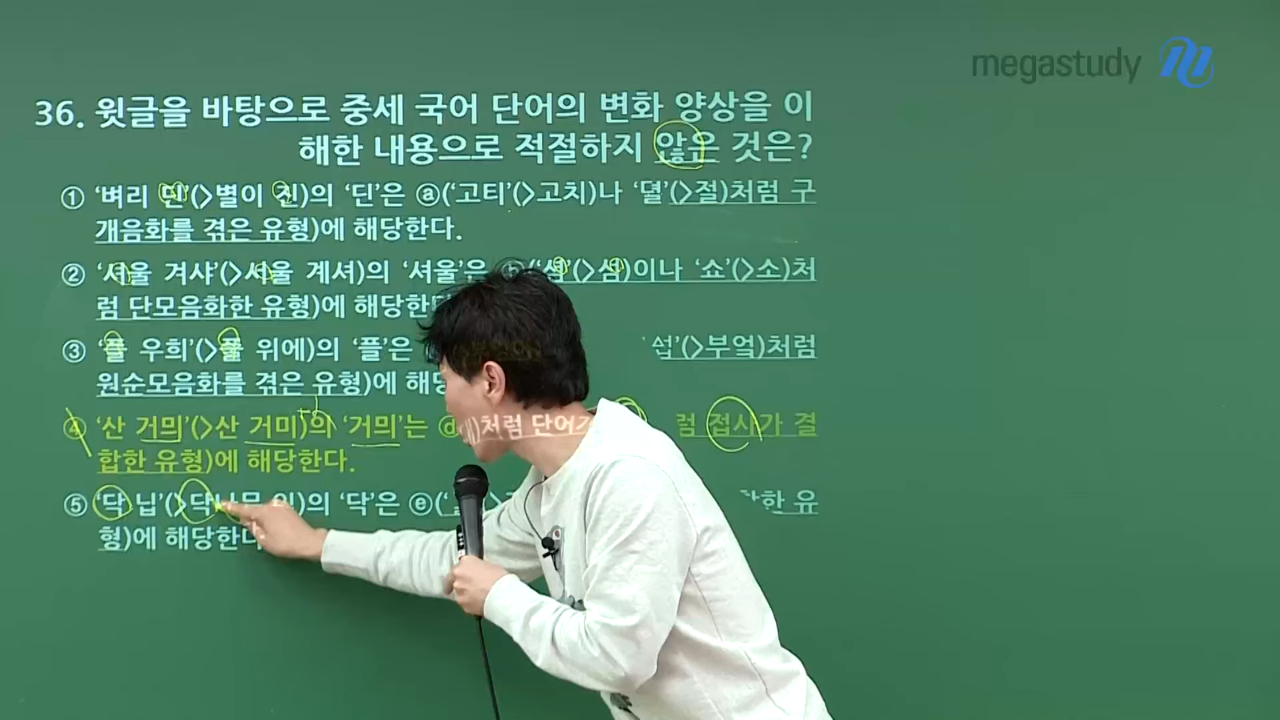 megastudy
36. 윗글을 바탕으로 중세 국어 단어의 변화 양상을 이
해한 내용으로 적절하지 않은 것은?
① '벼리 딘'(>별이 진)의 '딘'은 ⓐ('고티'(>고치)나 '뎔'(>절)처럼 구
개음화를 겪은 유형)에 해당한다.
② '셔울 겨샤'(>서울 계셔)의 '셔울'은 ⓑ('셤'(>섬)이나 '쇼'(>소)처
럼 단모음화한 유형)에 해당한
③ '플 우희'(>풀 위에)의 '플'은 섭'(>부엌)처럼
원순모음화를 겪은 유형)에 해
④ '산 거믜'(>산 거미)의 '거믜'는 ⓓ )처럼 단어 럼 접사가 결
합한 유형)에 해당한다.
⑤ '닥 닙'(>닥나무 잎)의 '닥'은 ⓔ(' 한 유
형)에 해당한다